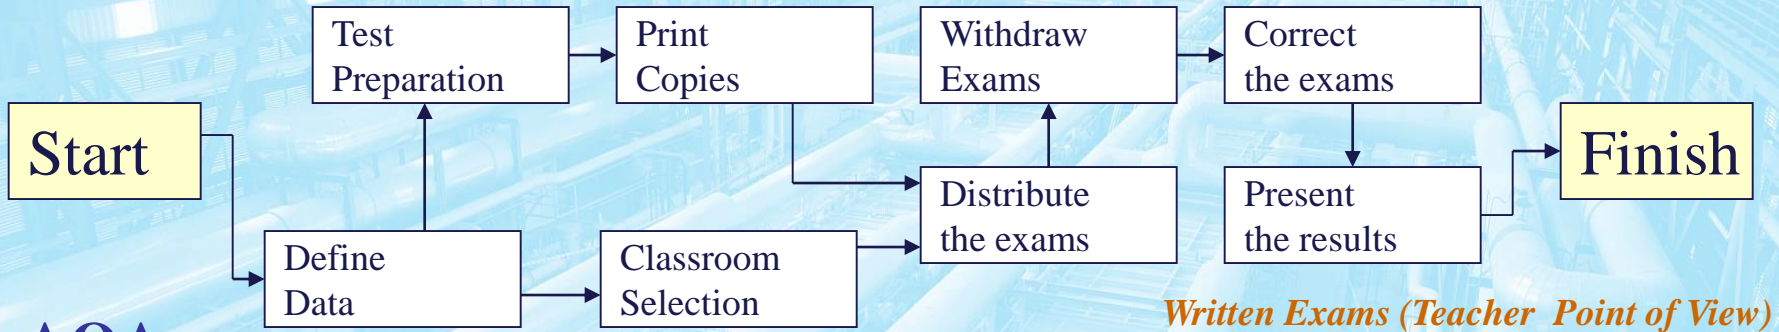 Test
Preparation
Print
Copies
Withdraw
Exams
Correct
the exams
Start
Finish
Define
Data
Classroom
Selection
Distribute
the exams
Present
the results
Written Exams (Teacher Point of View)